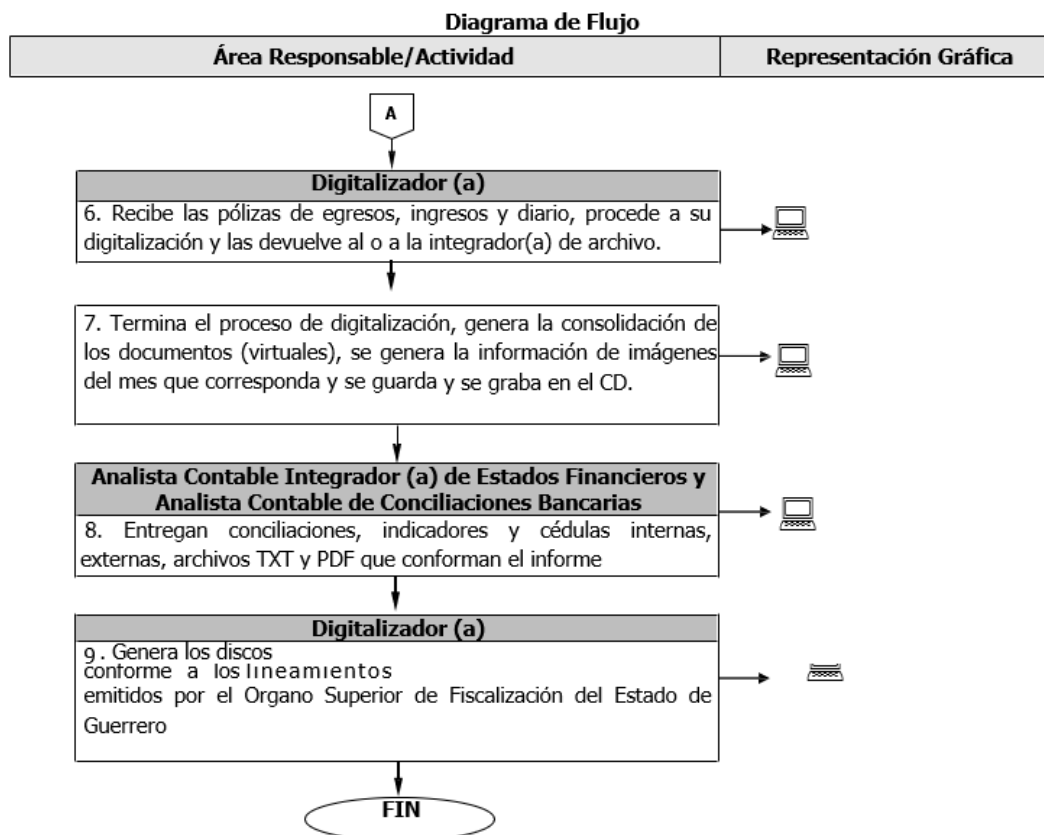 Diagrama de Flujo
Área Responsable/Actividad
Representación Gráfica
A
Digitalizador (a)
6. Recibe las pólizas de egresos, ingresos y diario, procede a su
digitalización y las devuelve al o a la integrador(a) de archivo.
7. Termina el proceso de digitalización, genera la consolidación de
los documentos (virtuales), se genera la información de imágenes
del mes que corresponda y se guarda y se graba en el CD.
Analista Contable Integrador (a) de Estados Financieros y
Analista Contable de Conciliaciones Bancarias
8. Entregan conciliaciones, indicadores y cédulas internas,
externas, archivos TXT y PDF que conforman el informe
Digitalizador (a)
9. Genera los discos
conforme a los lineamientos
emitidos por el Organo Superior de Fiscalización del Estado de
Guerrero
FIN